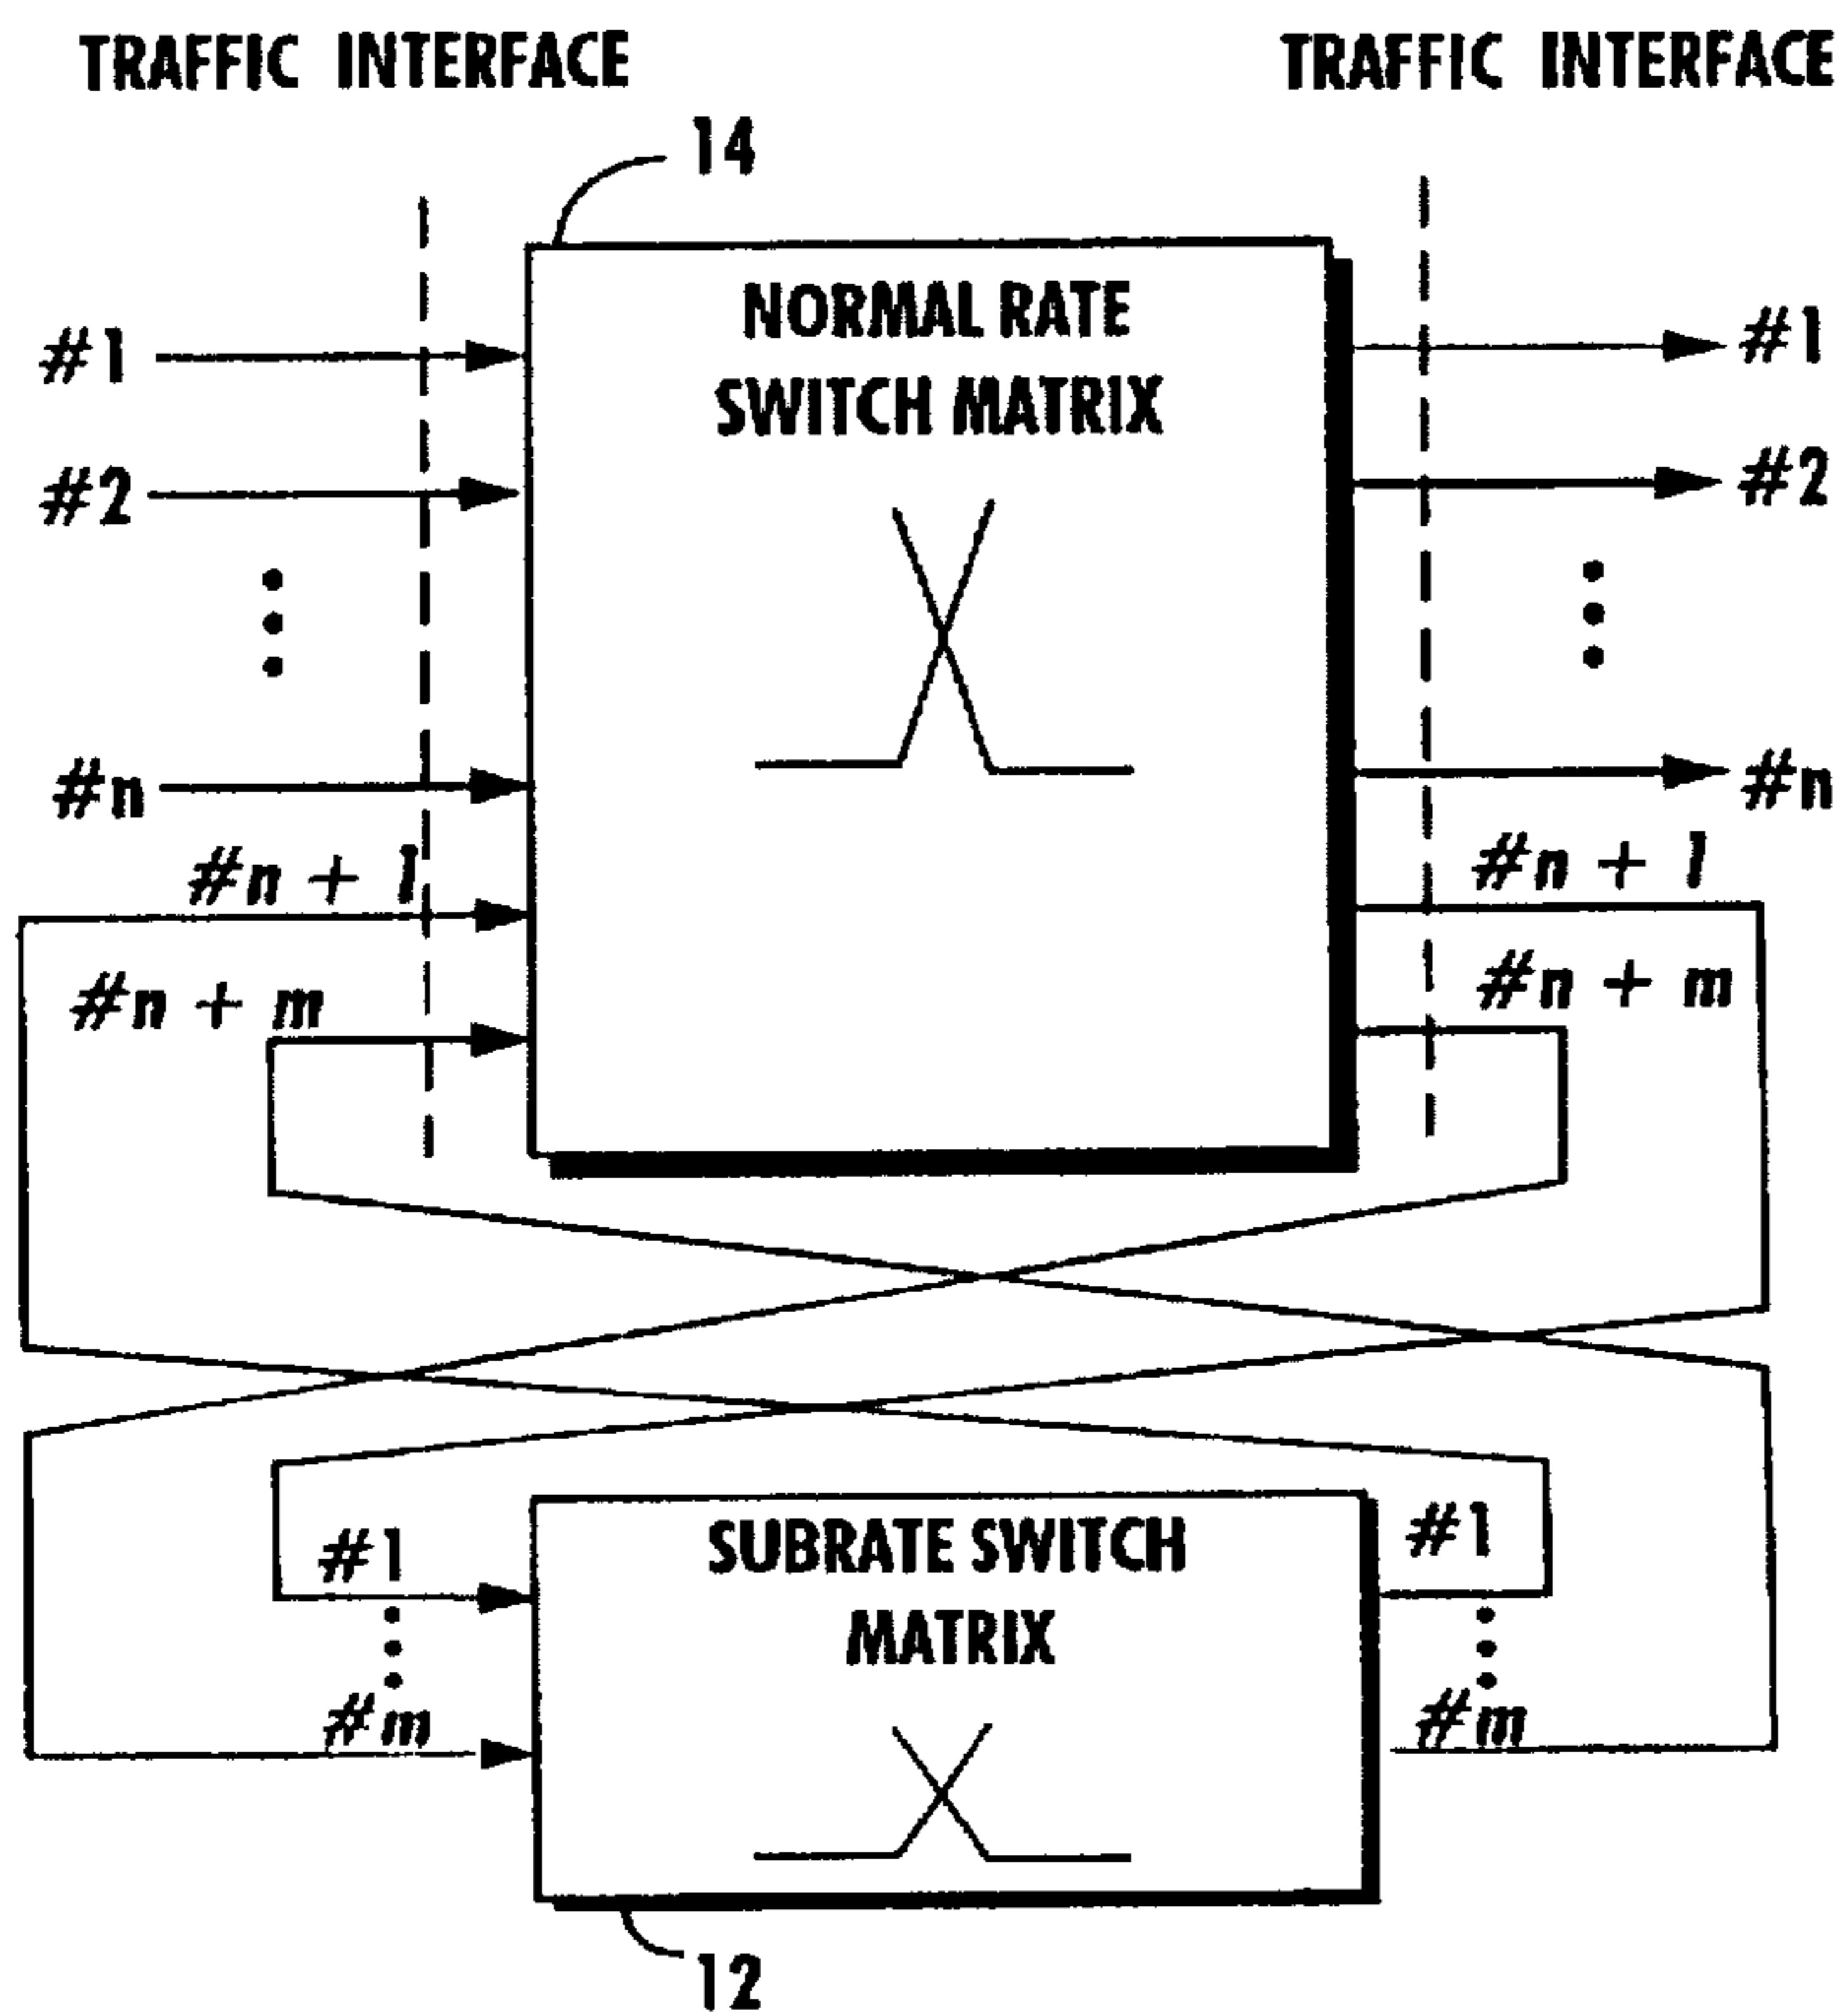 TRAFFIC INTERFACE
TRAFFIC INTERFACE
14
NORMAL RATE
SWITCH MATRIX
#1
#1
#2
#2
#n
#n
#n + 1
#n + 1
#n + m
#n + m
SUBRATE SWITCH
MATRIX
#1
#1
#m
#m
12